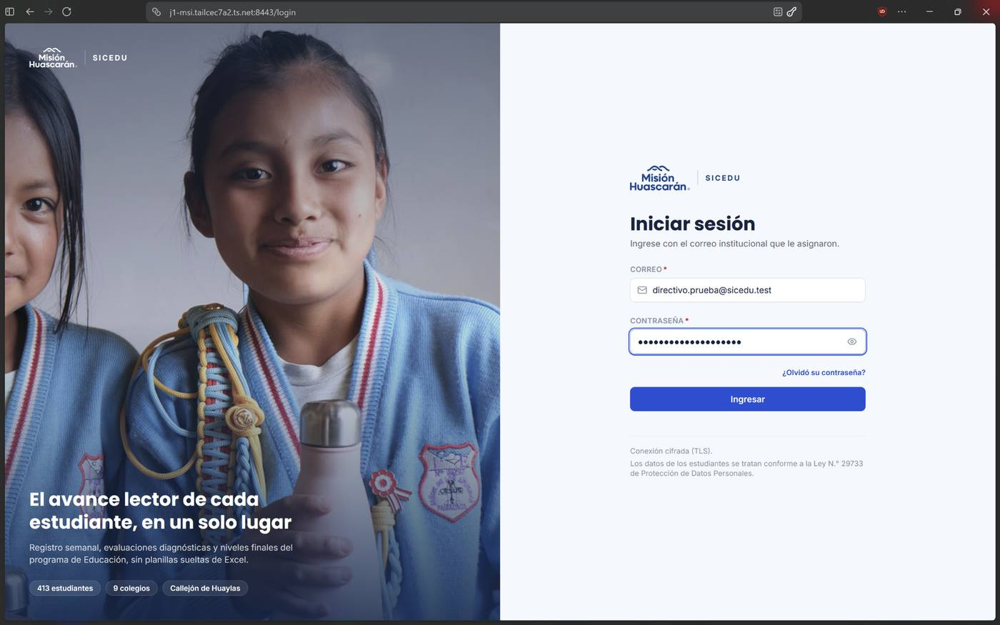 j1-msi.tailcec7a2.ts.net:8443/login
Misión
Huascarán
SICEDU
El avance lector de cada
estudiante, en un solo lugar
Registro semanal, evaluaciones diagnósticas y niveles finales del
programa de Educación, sin planillas sueltas de Excel.
413 estudiantes
9 colegios
Callejón de Huaylas
Misión
Huascarán
SICEDU
Iniciar sesión
Ingrese con el correo institucional que le asignaron.
CORREO *
directivo.prueba@sicedu.test
CONTRASEÑA *
••••••••••••••••••••
¿Olvidó su contraseña?
Ingresar
Conexión cifrada (TLS).
Los datos de los estudiantes se tratan conforme a la Ley N.° 29733
de Protección de Datos Personales.